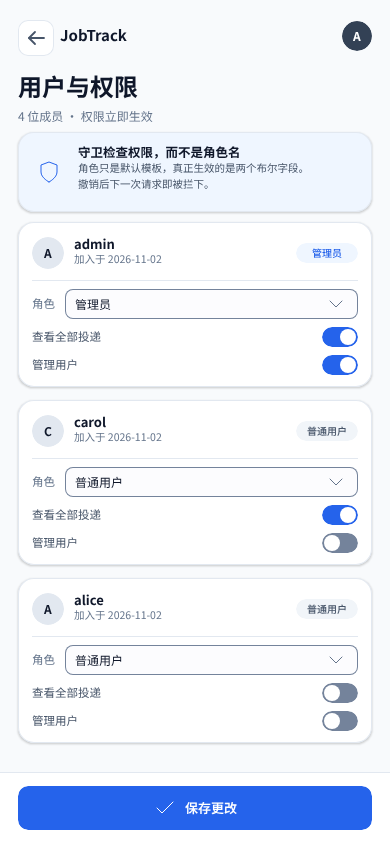 JobTrack
A
用户与权限
4 位成员 · 权限立即生效
守卫检查权限，而不是角色名
角色只是默认模板，真正生效的是两个布尔字段。
撤销后下一次请求即被拦下。
A
admin
加入于 2026-11-02
管理员
角色
管理员
查看全部投递
管理用户
C
carol
加入于 2026-11-02
普通用户
角色
普通用户
查看全部投递
管理用户
A
alice
加入于 2026-11-02
普通用户
角色
普通用户
查看全部投递
管理用户
保存更改